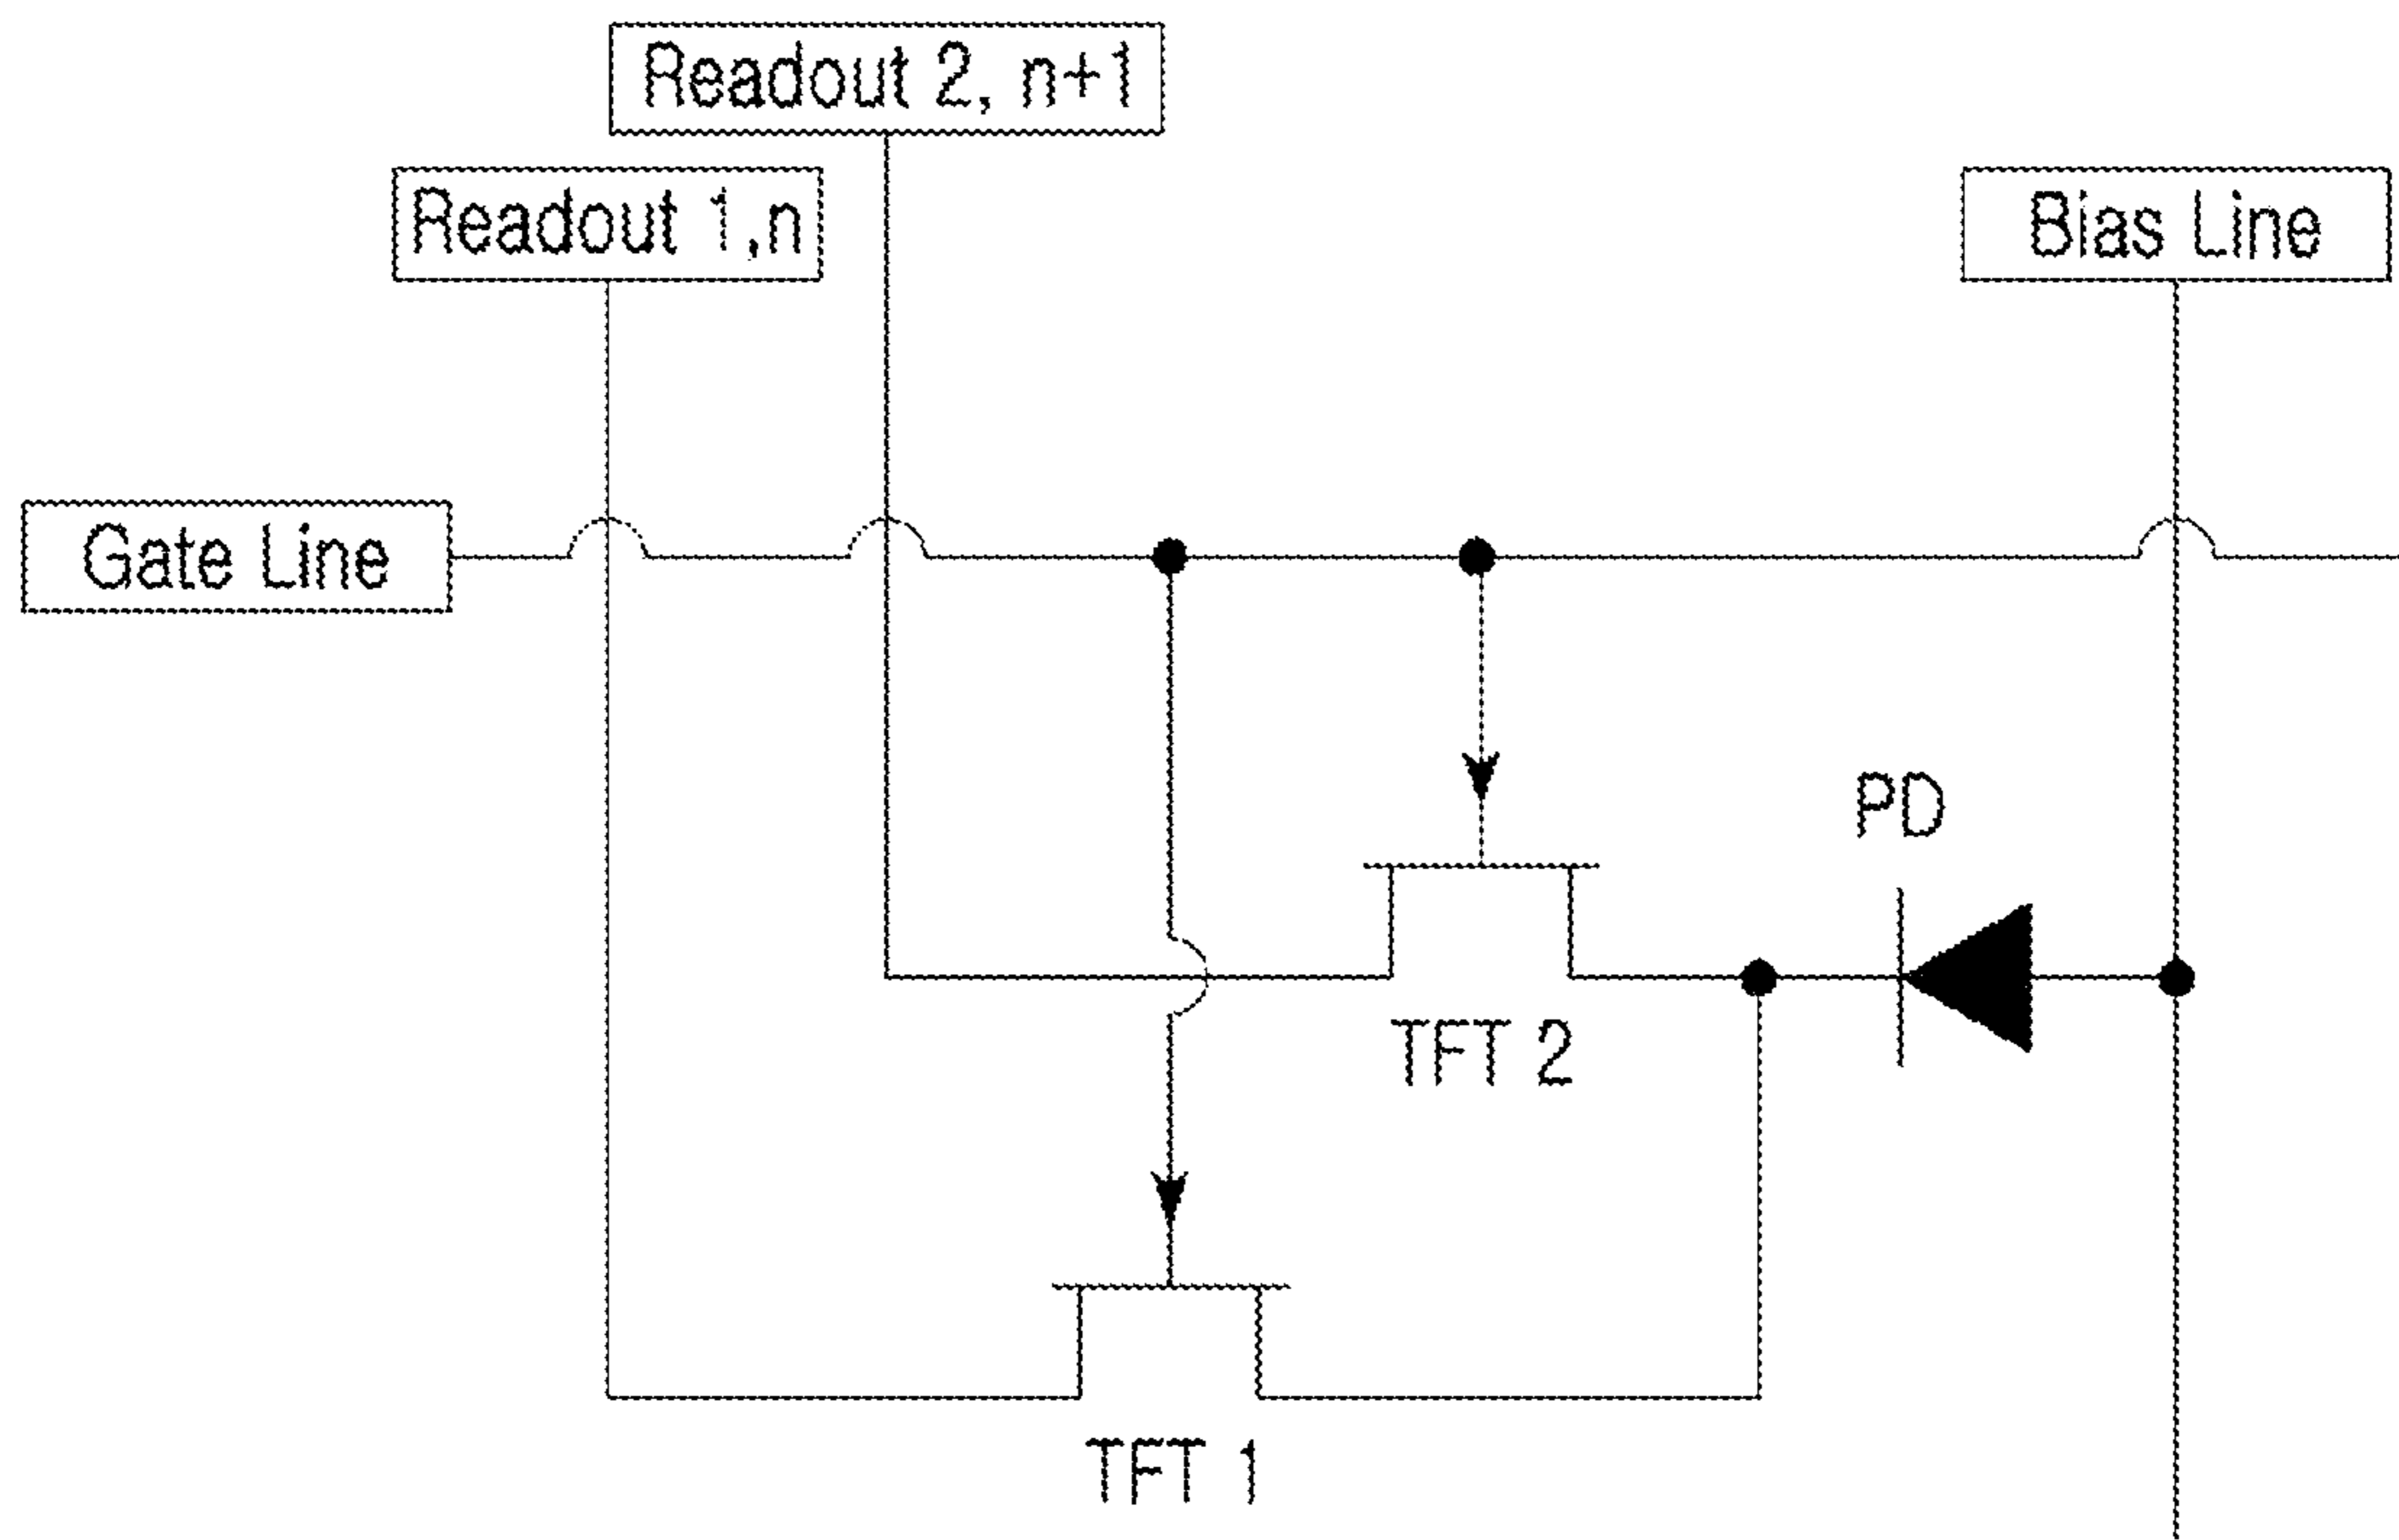 Readout 2, n+1
Readout 1,n
Bias Line
Gate Line
PD
TFT 2
TFT 1